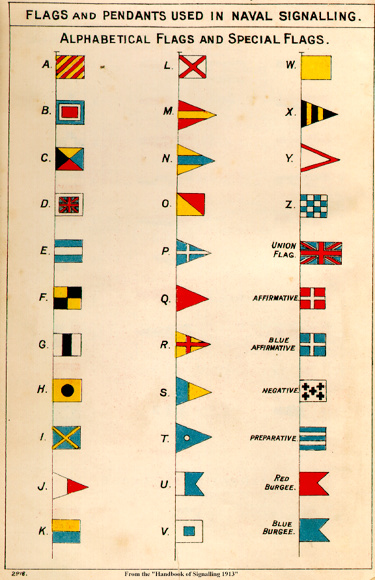 FLAGS AND PENDANTS USED IN NAVAL SIGNALLING.
ALPHABETICAL FLAGS AND SPECIAL FLAGS.
A.
B.
C.
D.
E.
F.
G.
H.
I.
J.
K.
L.
M.
N.
O.
P.
Q.
R.
S.
T.
U.
V.
W.
X.
Y.
Z.
UNION
FLAG.
AFFIRMATIVE.
BLUE
AFFIRMATIVE
NEGATIVE
PREPARATIVE
RED
BURGEE.
BLUE
BURGEE.
From the "Handbook of Signalling 1913"